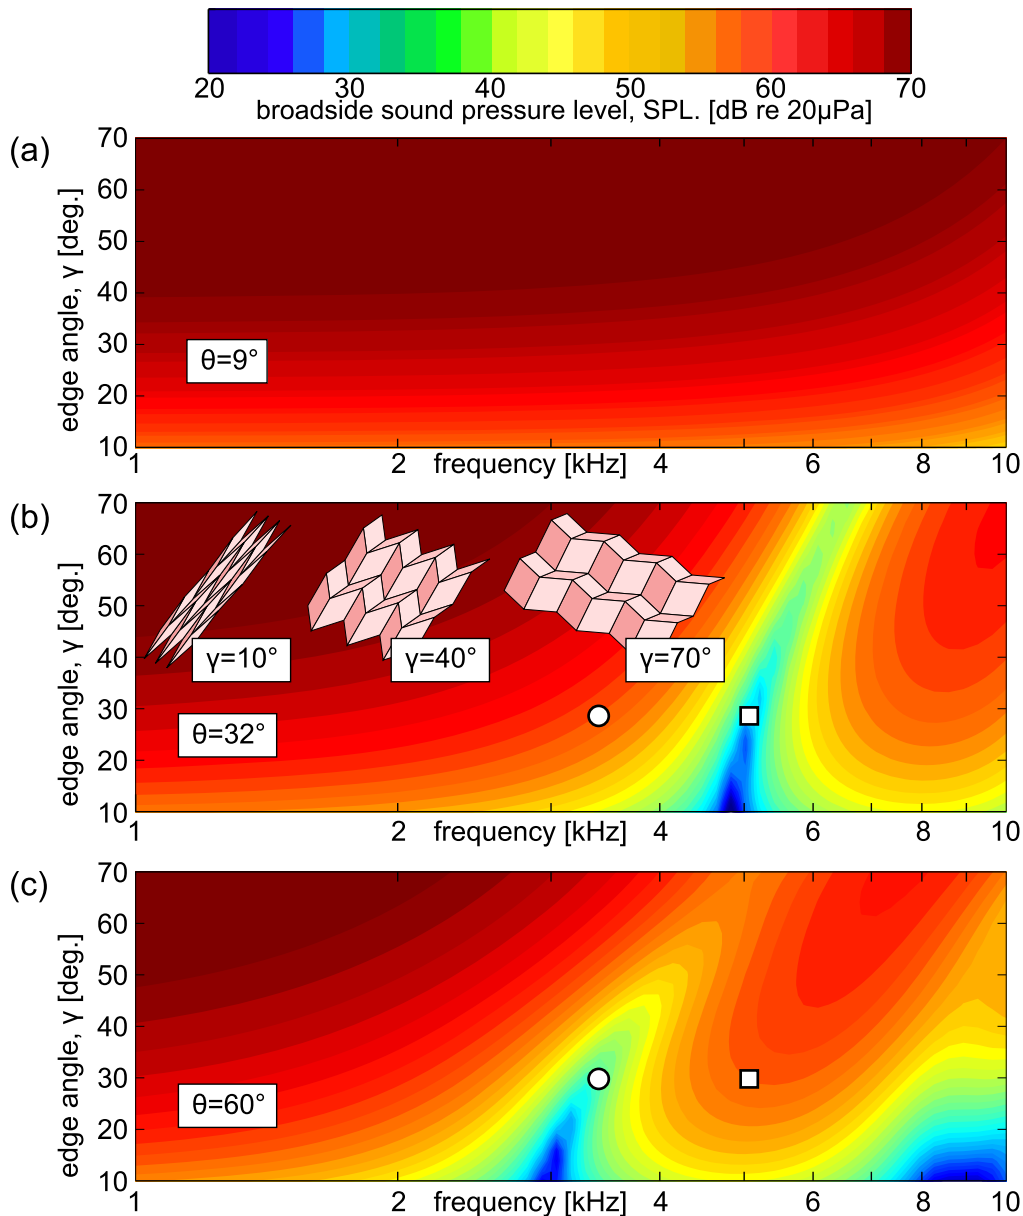 20 30 40 50 60 70
broadside sound pressure level, SPL. [dB re 20µPa]
(a)
edge angle, γ [deg.]
70
60
50
40
30
20
10
θ=9°
1 2 frequency [kHz] 4 6 8 10
(b)
edge angle, γ [deg.]
70
60
50
40
30
20
10
γ=10° γ=40° γ=70°
θ=32°
1 2 frequency [kHz] 4 6 8 10
(c)
edge angle, γ [deg.]
70
60
50
40
30
20
10
θ=60°
1 2 frequency [kHz] 4 6 8 10